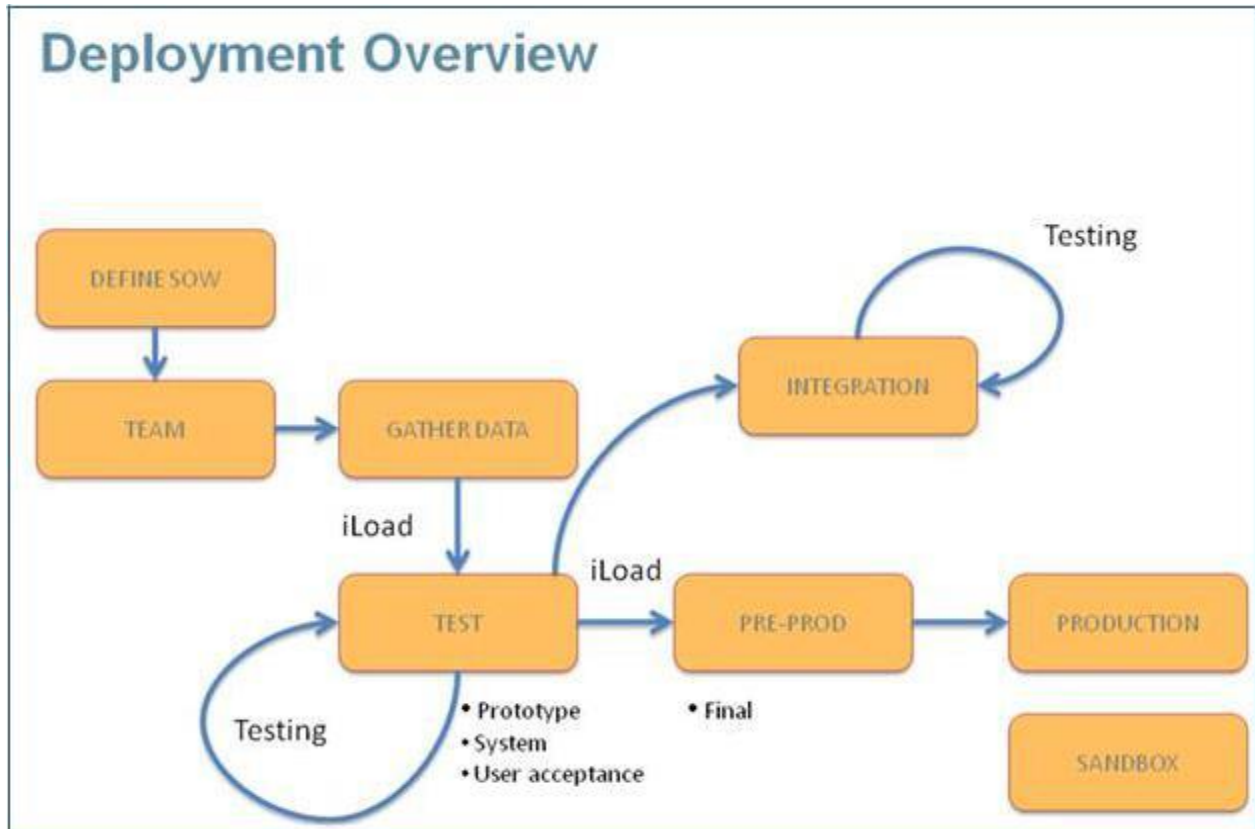 Deployment Overview
Testing
DEFINE SOW
INTEGRATION
TEAM
GATHER DATA
iLoad
iLoad
TEST
PRE-PROD
PRODUCTION
• Prototype
• Final
Testing
• System
• User acceptance
SANDBOX